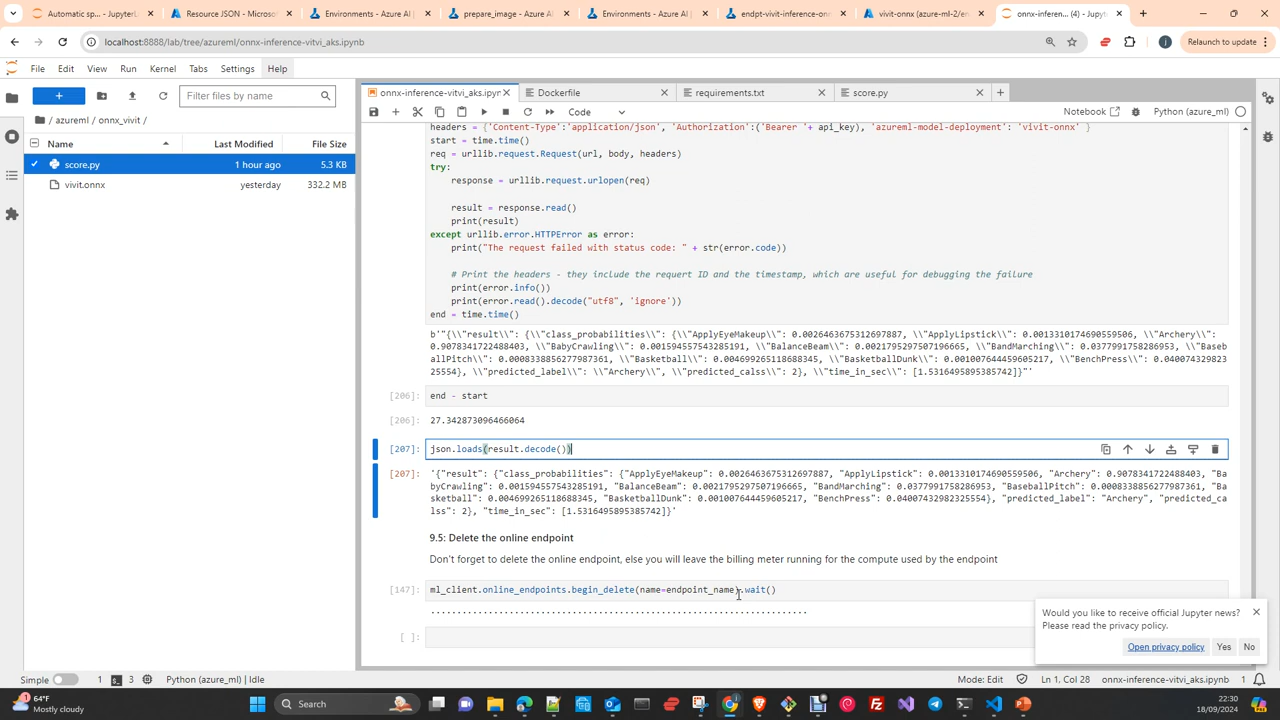 Automatic sp... - JupyterL
Resource JSON - Microso
Environments - Azure AI
prepare_image - Azure AI
Environments - Azure AI
endpt-vivit-inference-onn
vivit-onnx (azure-ml-2/en
onnx-inferen... (4) - Jupyt
localhost:8888/lab/tree/azureml/onnx-inference-vitvi_aks.ipynb
Relaunch to update
File Edit View Run Kernel Tabs Settings Help
onnx-inference-vitvi_aks.ipyn
Dockerfile
requirements.txt
score.py
Filter files by name
Code
Notebook
Python (azure_ml)
/ azureml / onnx_vivit /
Name Last Modified File Size
score.py 1 hour ago 5.3 KB
vivit.onnx yesterday 332.2 MB
headers = {'Content-Type':'application/json', 'Authorization':('Bearer '+ api_key), 'azureml-model-deployment': 'vivit-onnx' }
start = time.time()
req = urllib.request.Request(url, body, headers)
try:
response = urllib.request.urlopen(req)
result = response.read()
print(result)
except urllib.error.HTTPError as error:
print("The request failed with status code: " + str(error.code))
# Print the headers - they include the requert ID and the timestamp, which are useful for debugging the failure
print(error.info())
print(error.read().decode("utf8", 'ignore'))
end = time.time()
b'"{\\"result\\": {\\"class_probabilities\\": {\\"ApplyEyeMakeup\\": 0.0026463675312697887, \\"ApplyLipstick\\": 0.0013310174690559506, \\"Archery\\":
0.9078341722488403, \\"BabyCrawling\\": 0.001594557543285191, \\"BalanceBeam\\": 0.0021795297507196665, \\"BandMarching\\": 0.0377991758286953, \\"Baseb
allPitch\\": 0.0008338856277987361, \\"Basketball\\": 0.004699265118688345, \\"BasketballDunk\\": 0.001007644459605217, \\"BenchPress\\": 0.0400743298232
5554}, \\"predicted_label\\": \\"Archery\\", \\"predicted_calss\\": 2}, \\"time_in_sec\\": [1.5316495895385742]}"'
[206]: end - start
[206]: 27.342873096466064
[207]: json.loads(result.decode())
[207]: '{"result": {"class_probabilities": {"ApplyEyeMakeup": 0.0026463675312697887, "ApplyLipstick": 0.0013310174690559506, "Archery": 0.9078341722488403, "Ba
byCrawling": 0.001594557543285191, "BalanceBeam": 0.0021795297507196665, "BandMarching": 0.0377991758286953, "BaseballPitch": 0.0008338856277987361, "Ba
sketball": 0.004699265118688345, "BasketballDunk": 0.001007644459605217, "BenchPress": 0.04007432982325554}, "predicted_label": "Archery", "predicted_ca
lss": 2}, "time_in_sec": [1.5316495895385742]}'
9.5: Delete the online endpoint
Don't forget to delete the online endpoint, else you will leave the billing meter running for the compute used by the endpoint
[147]: ml_client.online_endpoints.begin_delete(name=endpoint_name).wait()
..........................................................................................
[ ]:
Would you like to receive official Jupyter news?
Please read the privacy policy.
Open privacy policy Yes No
Simple 1 3 Python (azure_ml) | Idle
Mode: Edit Ln 1, Col 28 onnx-inference-vitvi_aks.ipynb 1
64°F
Mostly cloudy
Search
22:30
18/09/2024